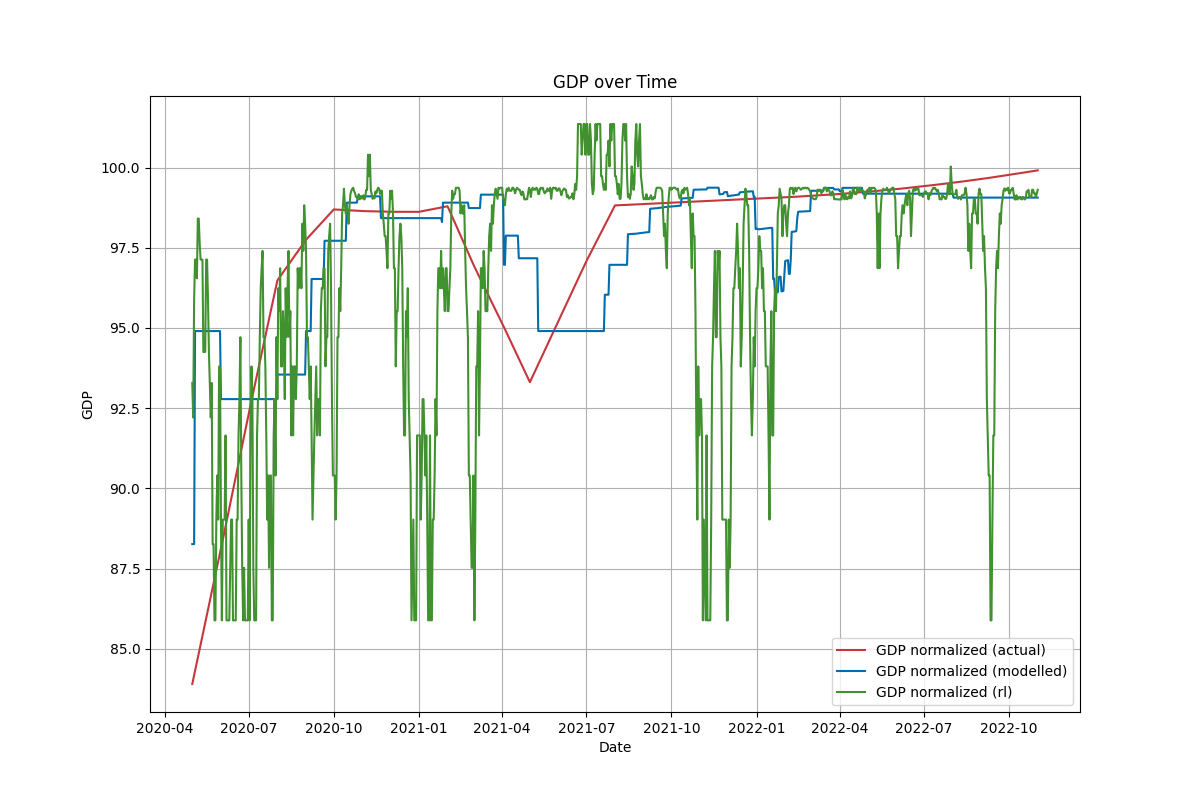 GDP over Time
100.0
97.5
95.0
92.5
90.0
87.5
85.0
GDP
GDP normalized (actual)
GDP normalized (modelled)
GDP normalized (rl)
2020-04 2020-07 2020-10 2021-01 2021-04 2021-07 2021-10 2022-01 2022-04 2022-07 2022-10
Date